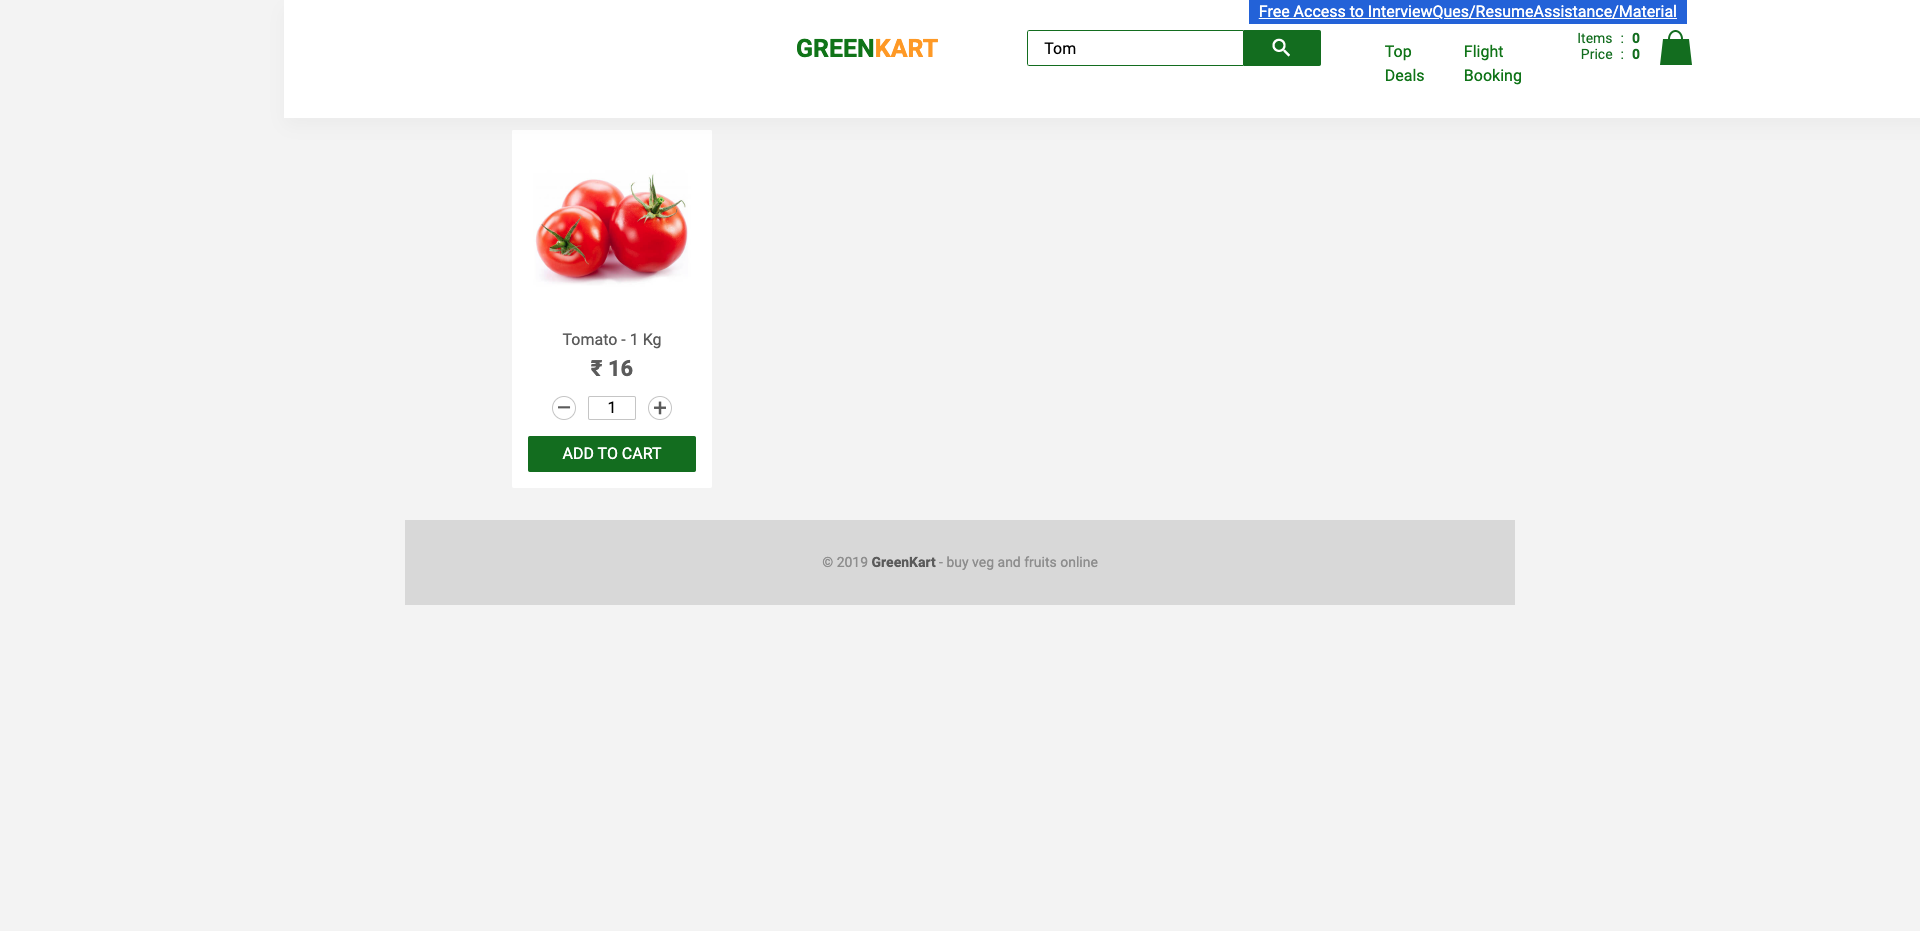 Free Access to InterviewQues/ResumeAssistance/Material
GREENKART
Tom
Top
Deals
Flight
Booking
Items : 0
Price : 0
Tomato - 1 Kg
₹ 16
1
ADD TO CART
© 2019 GreenKart - buy veg and fruits online